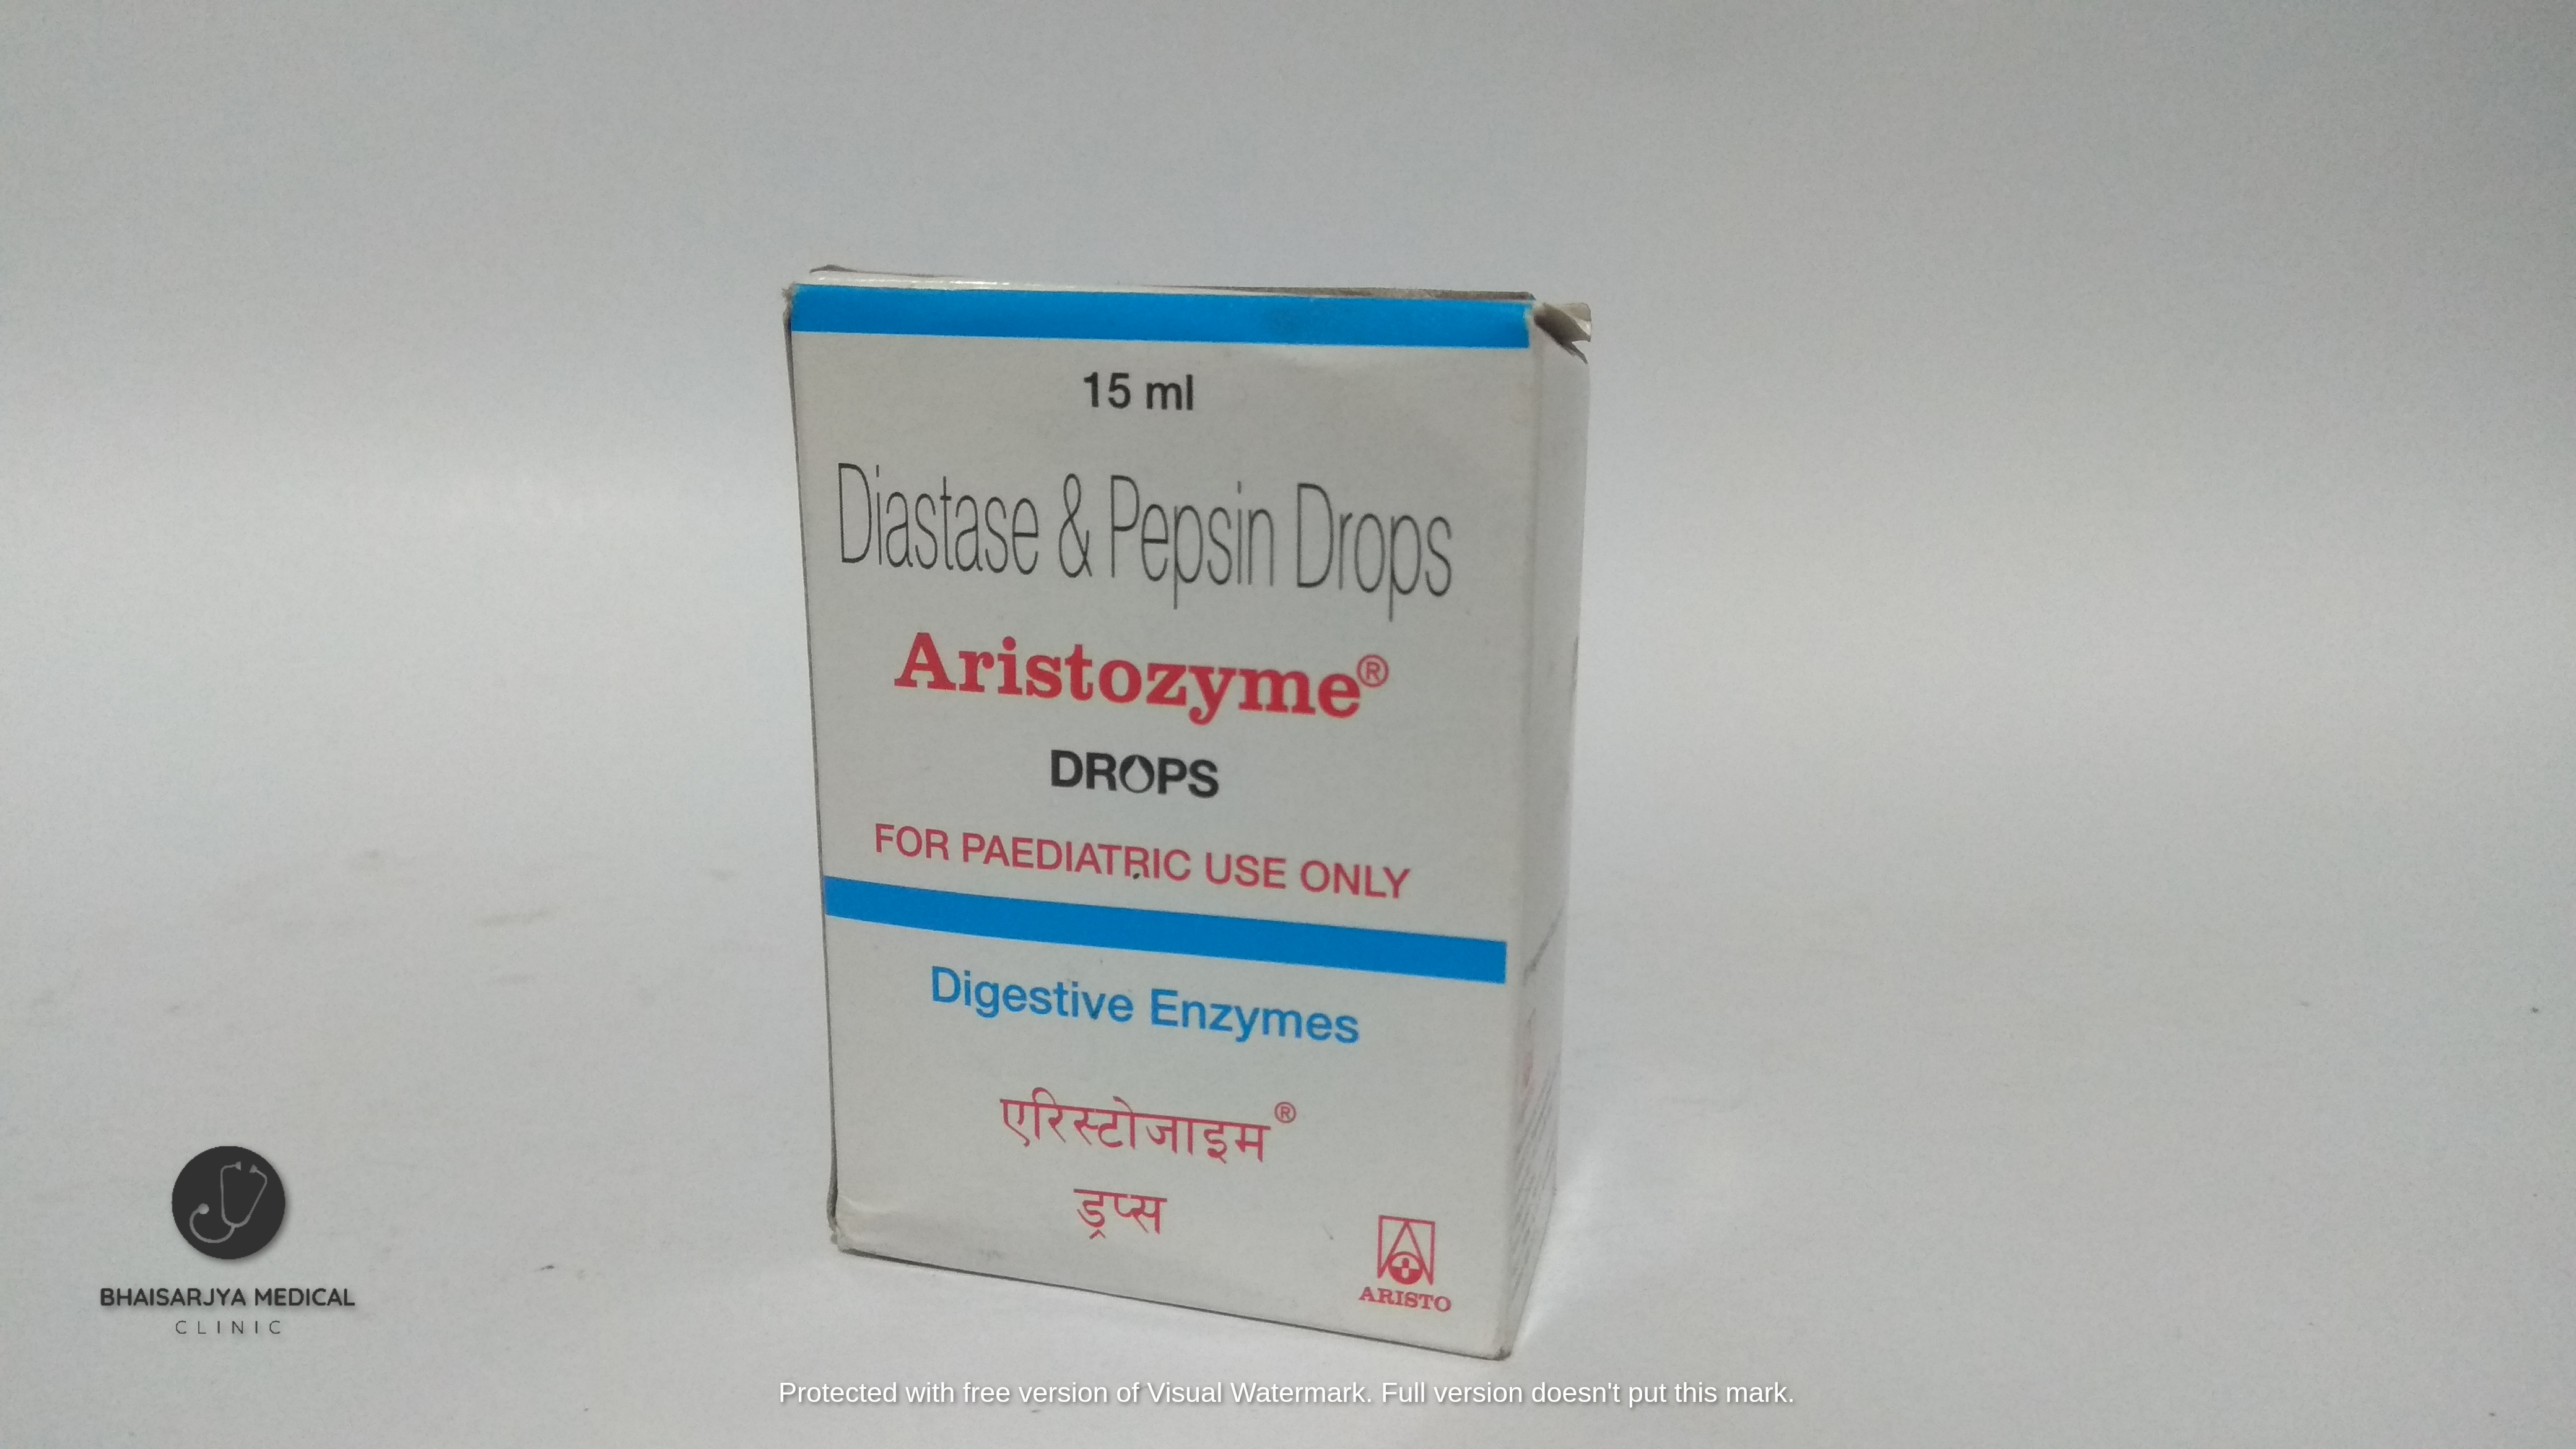 15 ml
Diastase & Pepsin Drops
Aristozyme®
DROPS
FOR PAEDIATRIC USE ONLY
Digestive Enzymes
एरिस्टोजाइम®
ड्रप्स
ARISTO
BHAISARJYA MEDICAL
CLINIC
Protected with free version of Visual Watermark. Full version doesn't put this mark.